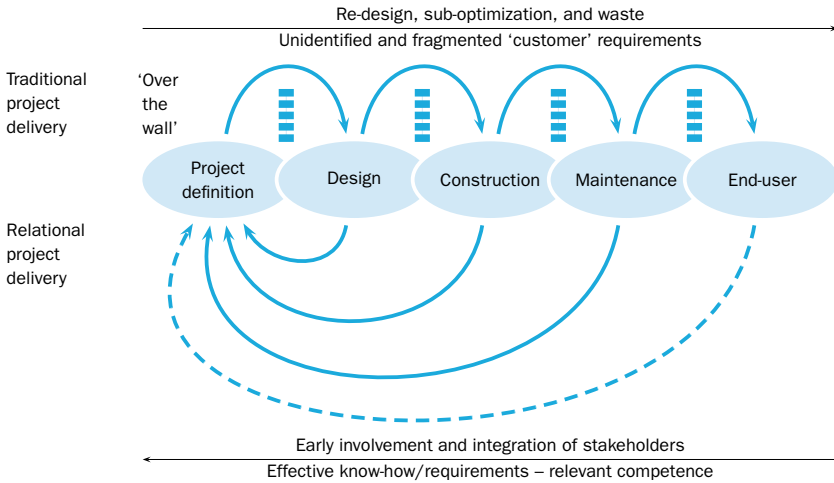 Re-design, sub-optimization, and waste
Unidentified and fragmented ‘customer’ requirements
Traditional
project
delivery
‘Over
the
wall’
Project
definition
Design
Construction
Maintenance
End-user
Relational
project
delivery
Early involvement and integration of stakeholders
Effective know-how/requirements – relevant competence